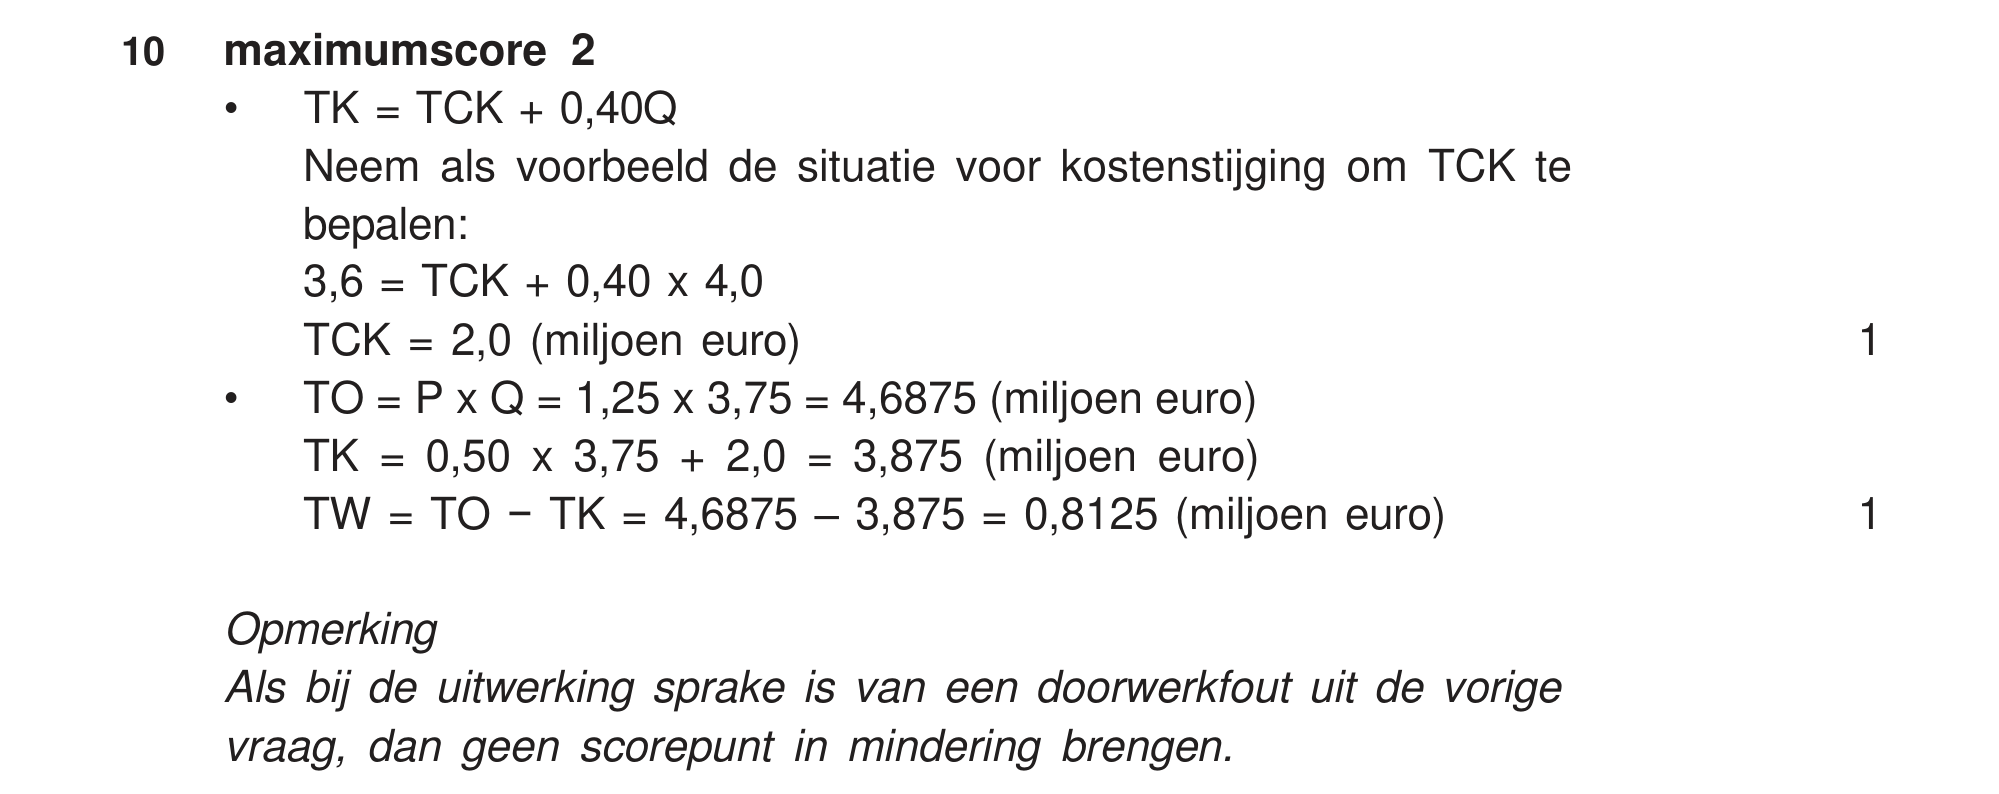 10 maximumscore 2
• TK = TCK + 0,40Q
Neem als voorbeeld de situatie voor kostenstijging om TCK te
bepalen:
3,6 = TCK + 0,40 x 4,0
TCK = 2,0 (miljoen euro) 1
• TO = P x Q = 1,25 x 3,75 = 4,6875 (miljoen euro)
TK = 0,50 x 3,75 + 2,0 = 3,875 (miljoen euro)
TW = TO − TK = 4,6875 – 3,875 = 0,8125 (miljoen euro) 1
Opmerking
Als bij de uitwerking sprake is van een doorwerkfout uit de vorige
vraag, dan geen scorepunt in mindering brengen.